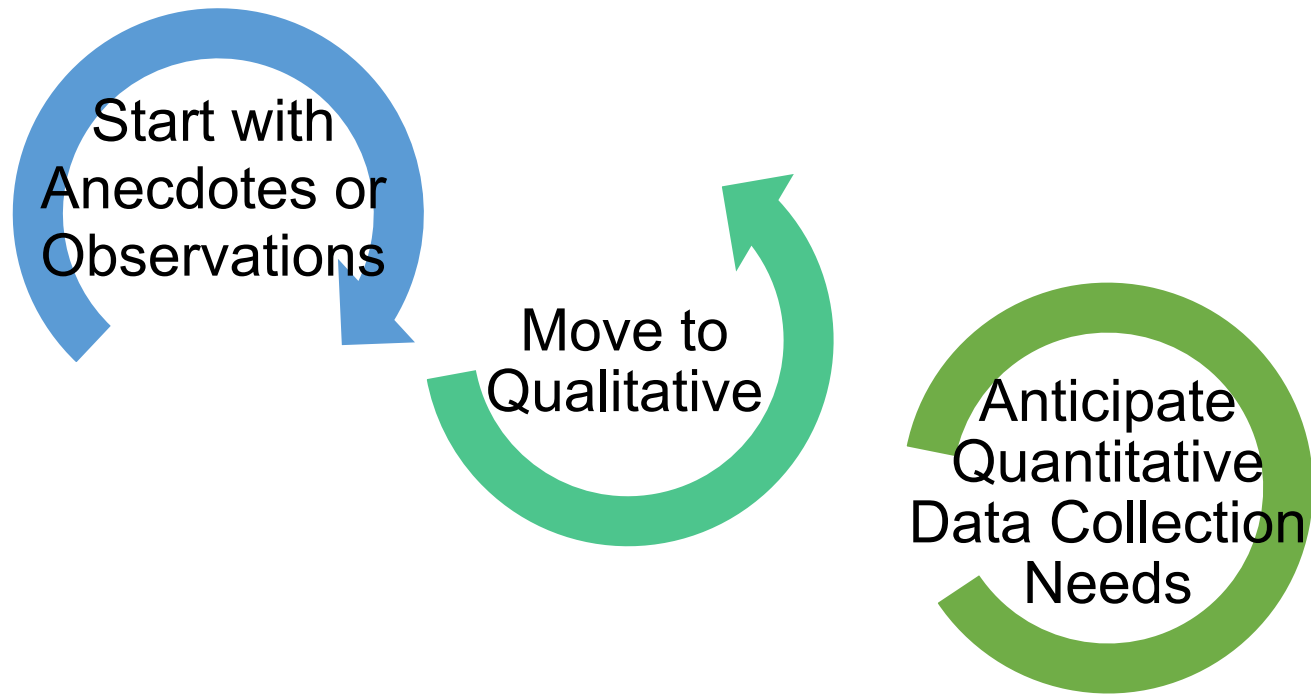 Start with
Anecdotes or
Observations
Move to
Qualitative
Anticipate
Quantitative
Data Collection
Needs